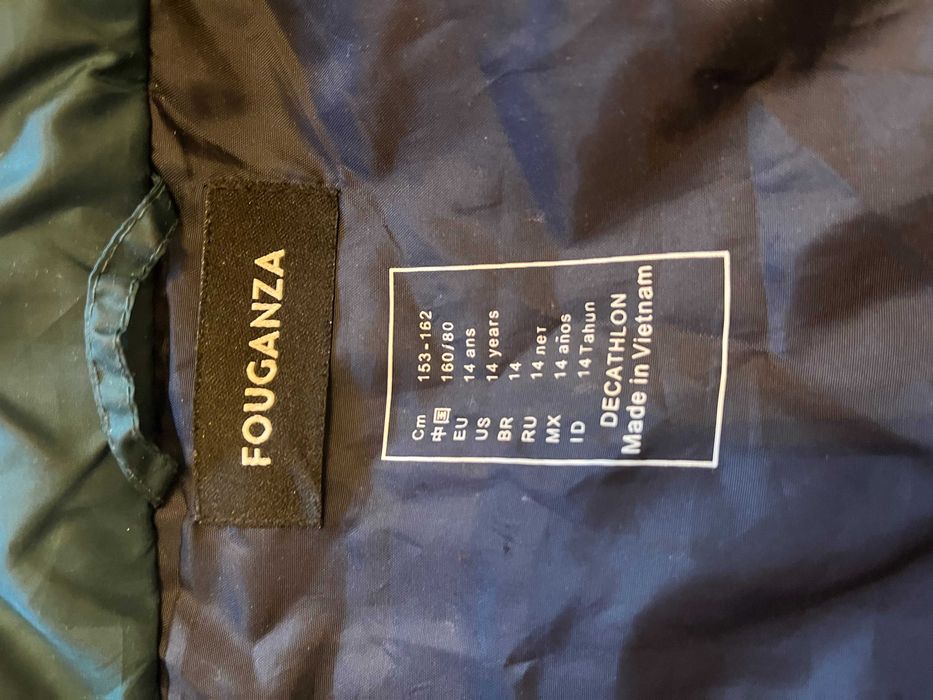 FOUGANZA
Cm 153-162
中国 160/80
EU 14 ans
US 14 years
BR 14
RU 14 лет
MX 14 años
ID 14 Tahun
DECATHLON
Made in Vietnam